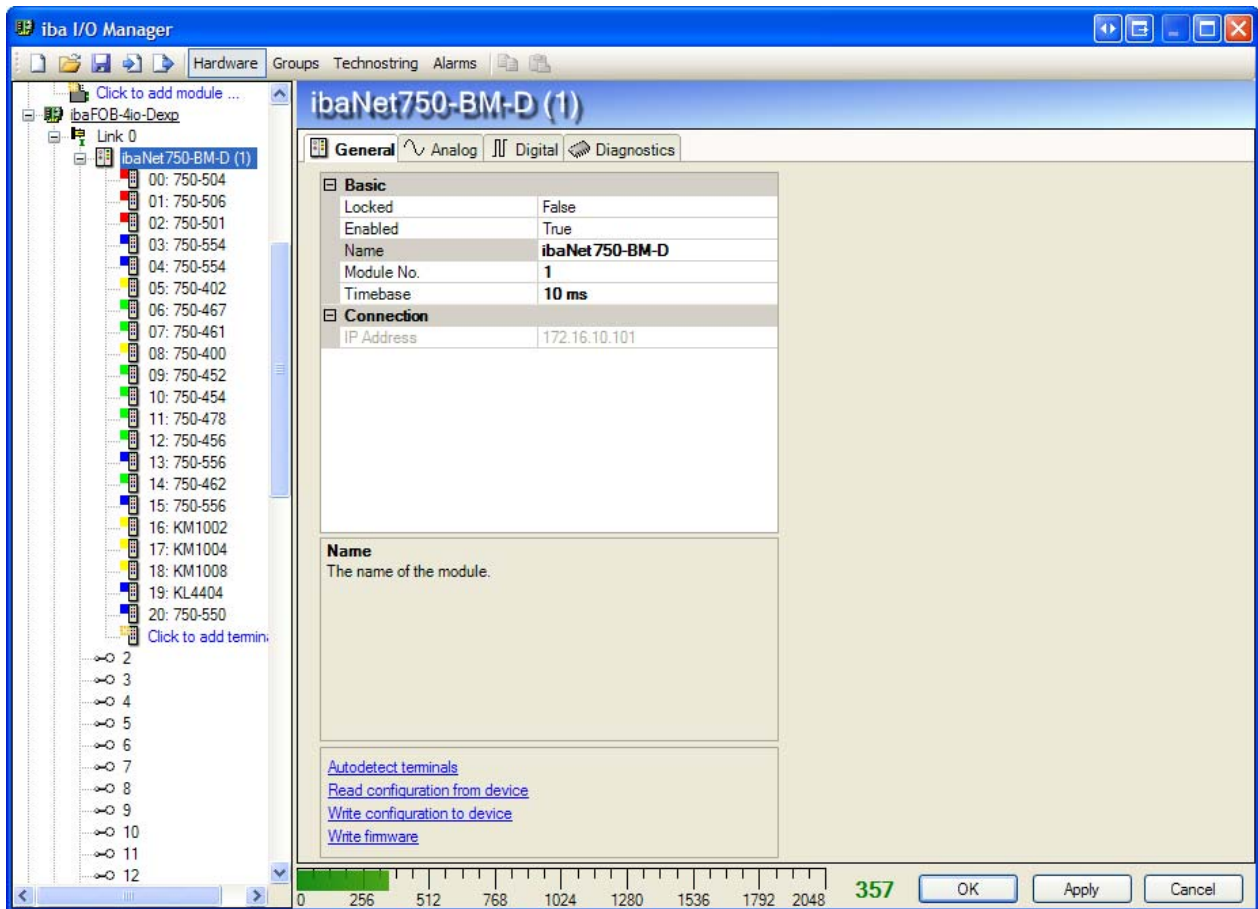 iba I/O Manager
Hardware Groups Technostring Alarms
Click to add module ...
ibaFOB-4io-Dexp
Link 0
ibaNet750-BM-D (1)
00: 750-504
01: 750-506
02: 750-501
03: 750-554
04: 750-554
05: 750-402
06: 750-467
07: 750-461
08: 750-400
09: 750-452
10: 750-454
11: 750-478
12: 750-456
13: 750-556
14: 750-462
15: 750-556
16: KM1002
17: KM1004
18: KM1008
19: KL4404
20: 750-550
Click to add termin
2
3
4
5
6
7
8
9
10
11
12
ibaNet750-BM-D (1)
General Analog Digital Diagnostics
Basic
Locked False
Enabled True
Name ibaNet750-BM-D
Module No. 1
Timebase 10 ms
Connection
IP Address 172.16.10.101
Name
The name of the module.
Autodetect terminals
Read configuration from device
Write configuration to device
Write firmware
0 256 512 768 1024 1280 1536 1792 2048
357
OK Apply Cancel